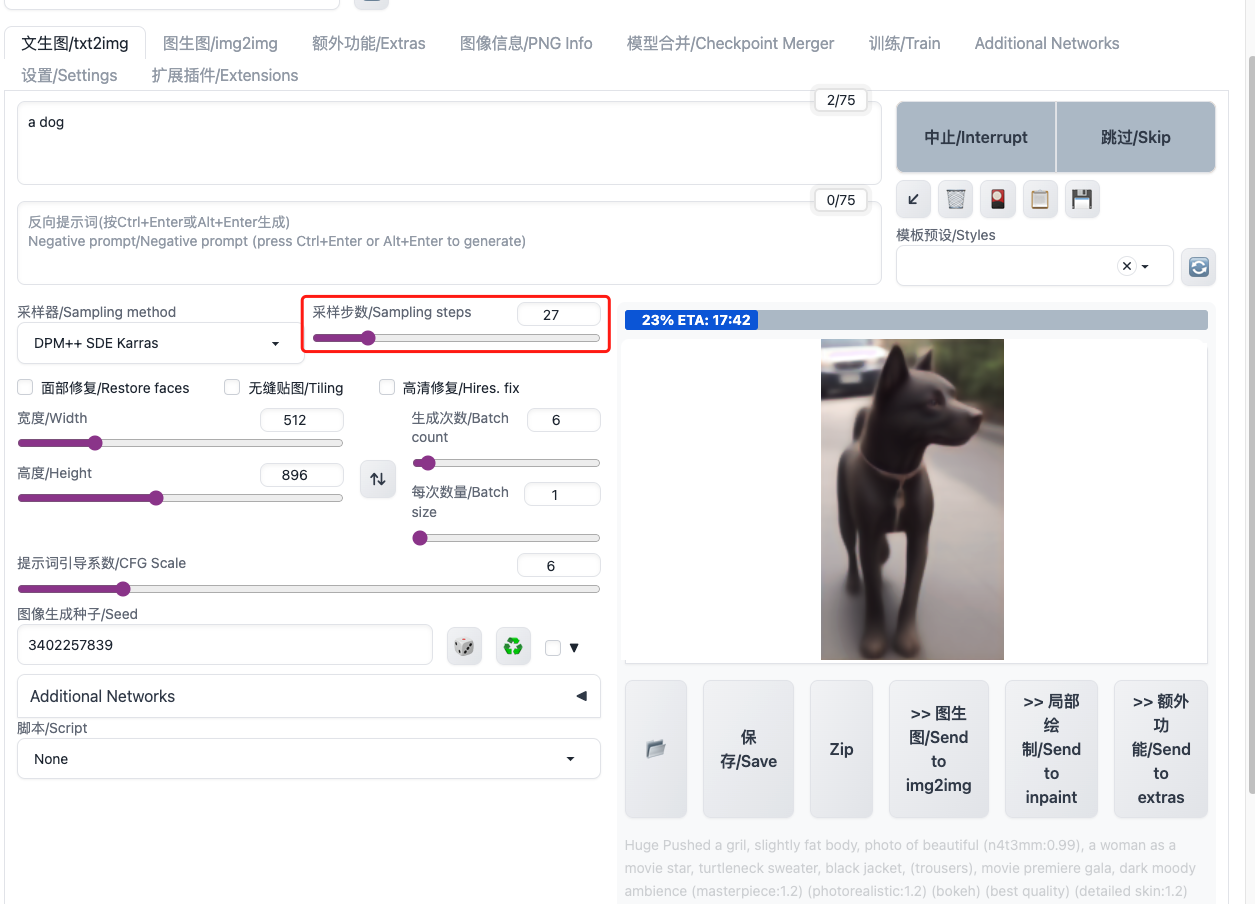 文生图/txt2img
图生图/img2img
额外功能/Extras
图像信息/PNG Info
模型合并/Checkpoint Merger
训练/Train
Additional Networks
设置/Settings
扩展插件/Extensions
2/75
a dog
中止/Interrupt
跳过/Skip
0/75
反向提示词(按Ctrl+Enter或Alt+Enter生成)
Negative prompt/Negative prompt (press Ctrl+Enter or Alt+Enter to generate)
模板预设/Styles
采样器/Sampling method
DPM++ SDE Karras
采样步数/Sampling steps
27
23% ETA: 17:42
面部修复/Restore faces
无缝贴图/Tiling
高清修复/Hires. fix
宽度/Width
512
生成次数/Batch
count
6
高度/Height
896
每次数量/Batch
size
1
提示词引导系数/CFG Scale
6
图像生成种子/Seed
3402257839
Additional Networks
脚本/Script
None
保
存/Save
Zip
>> 图生
图/Send
to
img2img
>> 局部
绘
制/Send
to
inpaint
>> 额外
功
能/Send
to
extras
Huge Pushed a gril, slightly fat body, photo of beautiful (n4t3mm:0.99), a woman as a
movie star, turtleneck sweater, black jacket, (trousers), movie premiere gala, dark moody
ambience (masterpiece:1.2) (photorealistic:1.2) (bokeh) (best quality) (detailed skin:1.2)